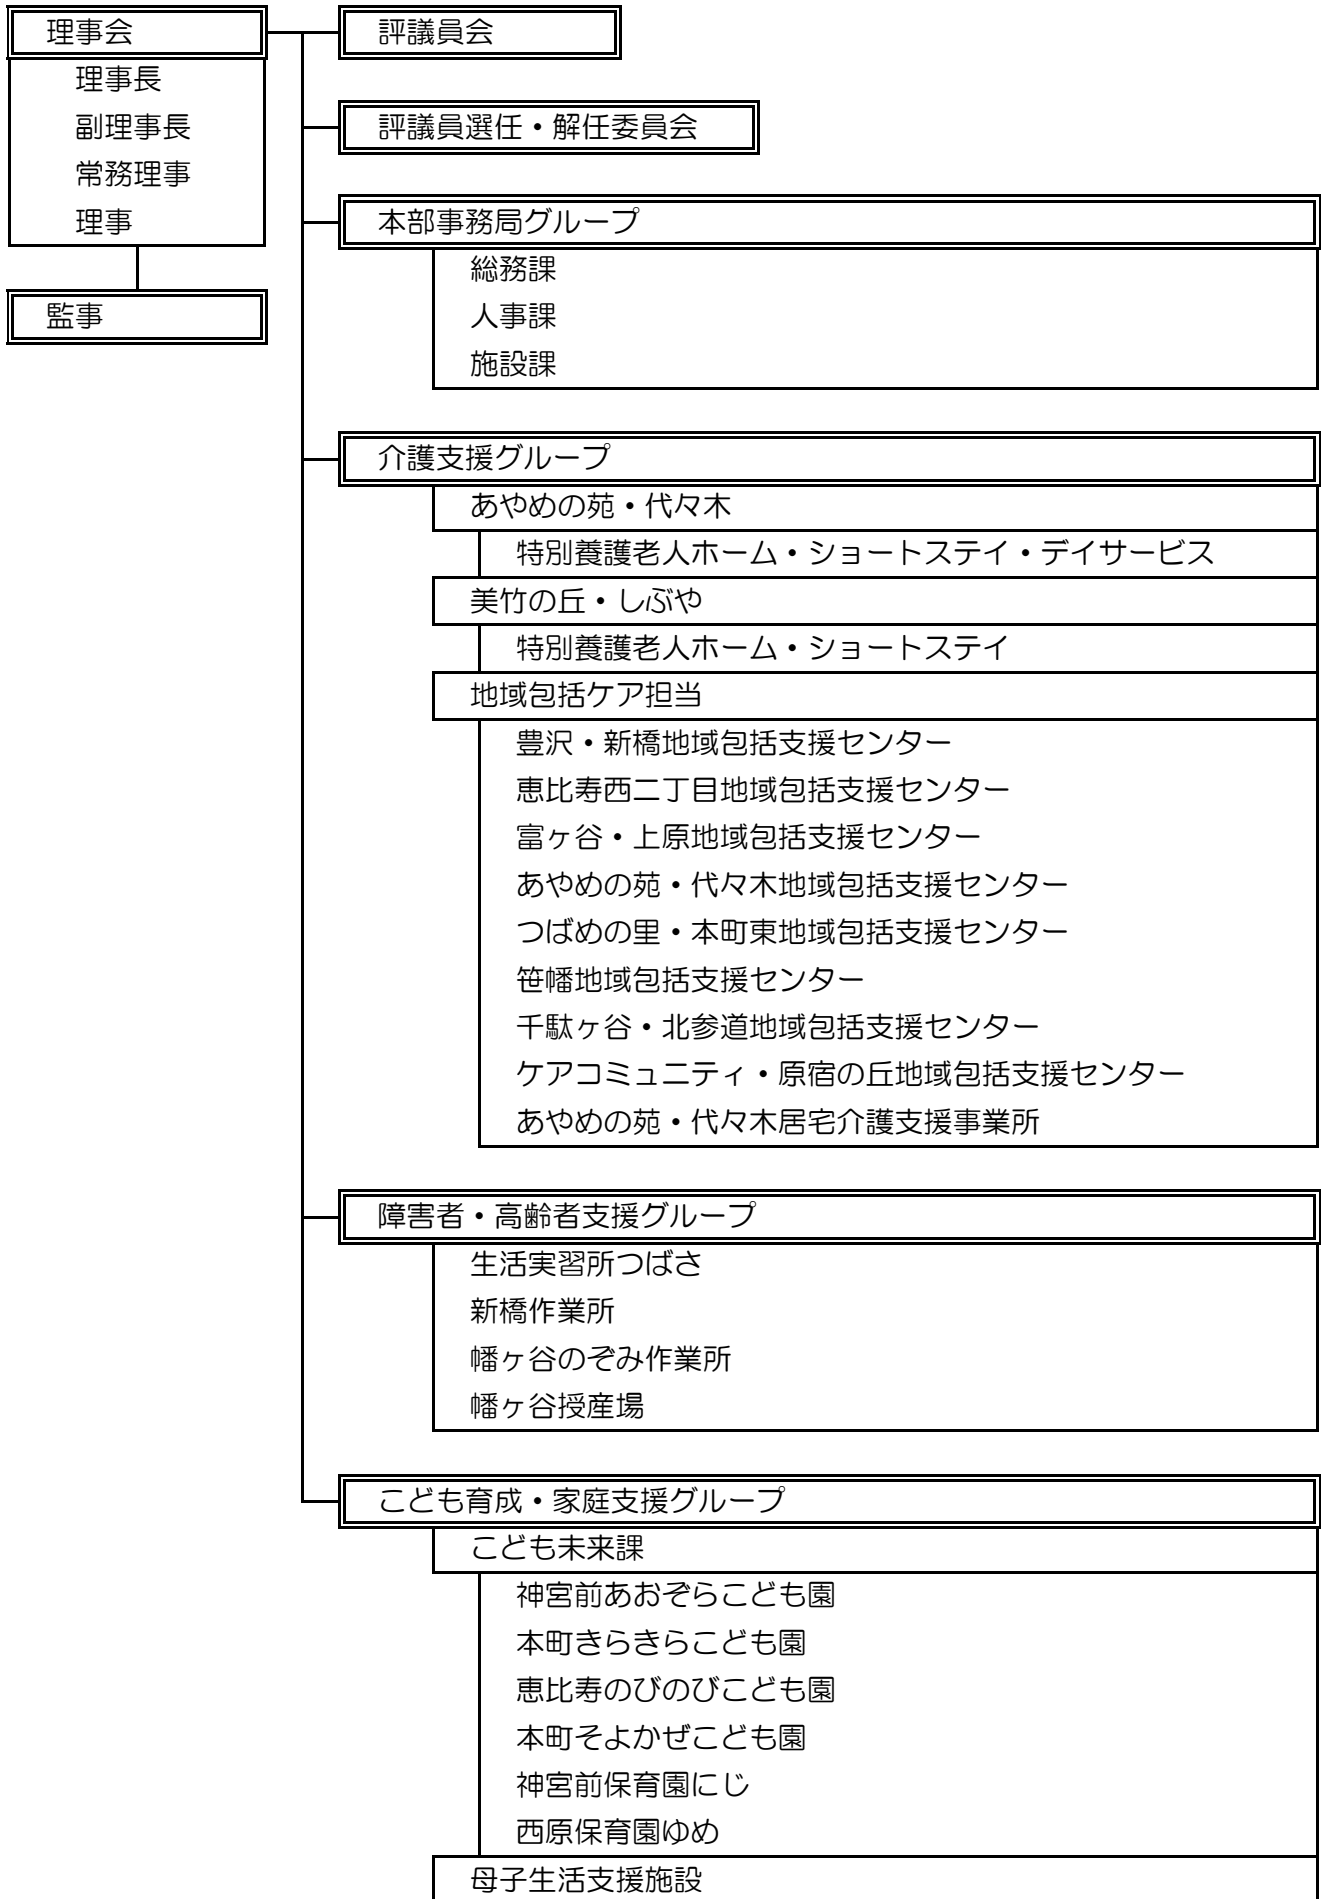 理事会
理事長
副理事長
常務理事
理事
監事
評議員会
評議員選任・解任委員会
本部事務局グループ
総務課
人事課
施設課
介護支援グループ
あやめの苑・代々木
特別養護老人ホーム・ショートステイ・デイサービス
美竹の丘・しぶや
特別養護老人ホーム・ショートステイ
地域包括ケア担当
豊沢・新橋地域包括支援センター
恵比寿西二丁目地域包括支援センター
富ヶ谷・上原地域包括支援センター
あやめの苑・代々木地域包括支援センター
つばめの里・本町東地域包括支援センター
笹幡地域包括支援センター
千駄ヶ谷・北参道地域包括支援センター
ケアコミュニティ・原宿の丘地域包括支援センター
あやめの苑・代々木居宅介護支援事業所
障害者・高齢者支援グループ
生活実習所つばさ
新橋作業所
幡ヶ谷のぞみ作業所
幡ヶ谷授産場
こども育成・家庭支援グループ
こども未来課
神宮前あおぞらこども園
本町きらきらこども園
恵比寿のびのびこども園
本町そよかぜこども園
神宮前保育園にじ
西原保育園ゆめ
母子生活支援施設